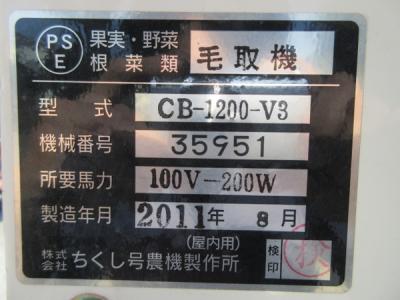 PS
E
果実・野菜
根菜類
毛取機
型式 CB-1200-V3
機械番号 35951
所要馬力 100V-200W
製造年月 2011年 8月
(屋内用)
株式
会社 ちくし号農機製作所
検
印